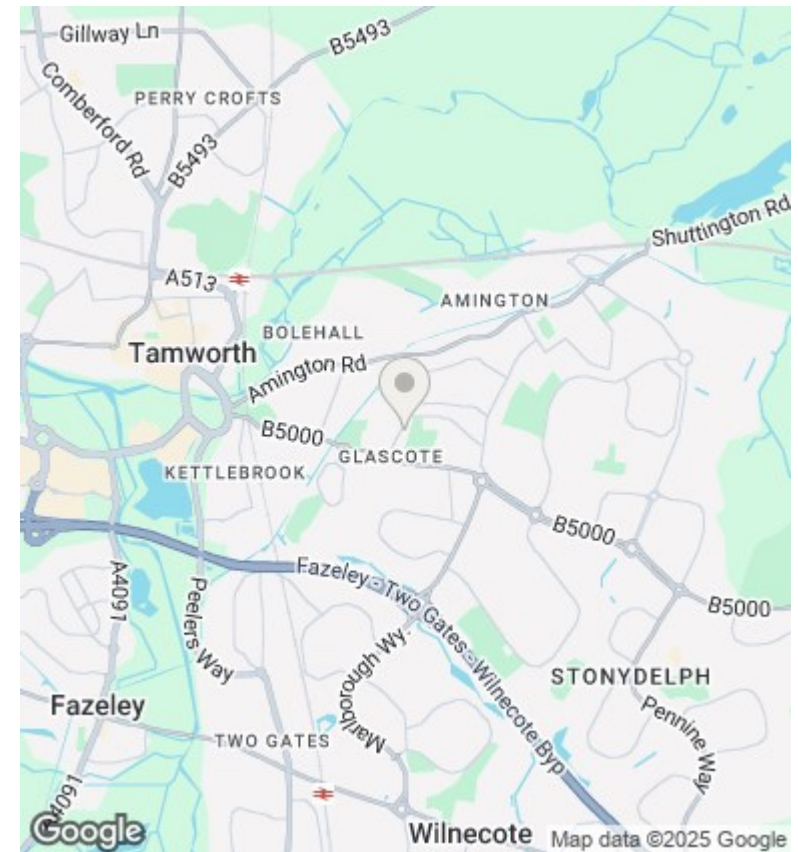 Gillway Ln
B5493
Comberford Rd
PERRY CROFTS
B5493
Shuttington Rd
A513
AMINGTON
BOLEHALL
Tamworth
Amington Rd
B5000
GLASCOTE
KETTLEBROOK
B5000
Fazeley - Two Gates - Wilnecote Byp
A4091
Peelers Way
B5000
Marlborough Wy.
STONYDELPH
Fazeley
Pennine Way
TWO GATES
A4091
Google
Wilnecote
Map data ©2025 Google